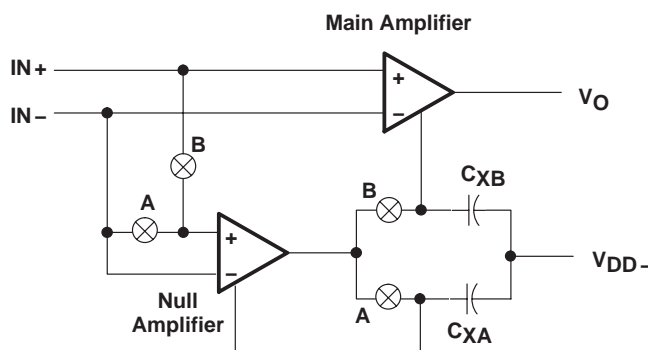 Main Amplifier
IN+
+
IN−
−
VO
B
B
CXB
A
+
−
VDD−
Null
Amplifier
A
CXA